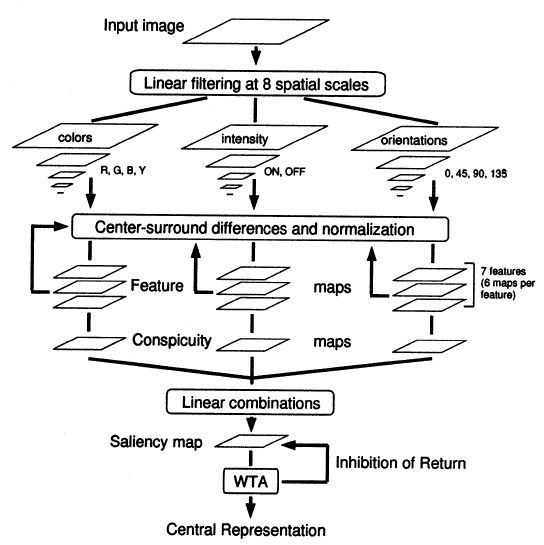 Input image
Linear filtering at 8 spatial scales
colors
intensity
orientations
R, G, B, Y
ON, OFF
0, 45, 90, 135
Center-surround differences and normalization
Feature
maps
7 features
(6 maps per
feature)
Conspicuity
maps
Linear combinations
Saliency map
Inhibition of Return
WTA
Central Representation